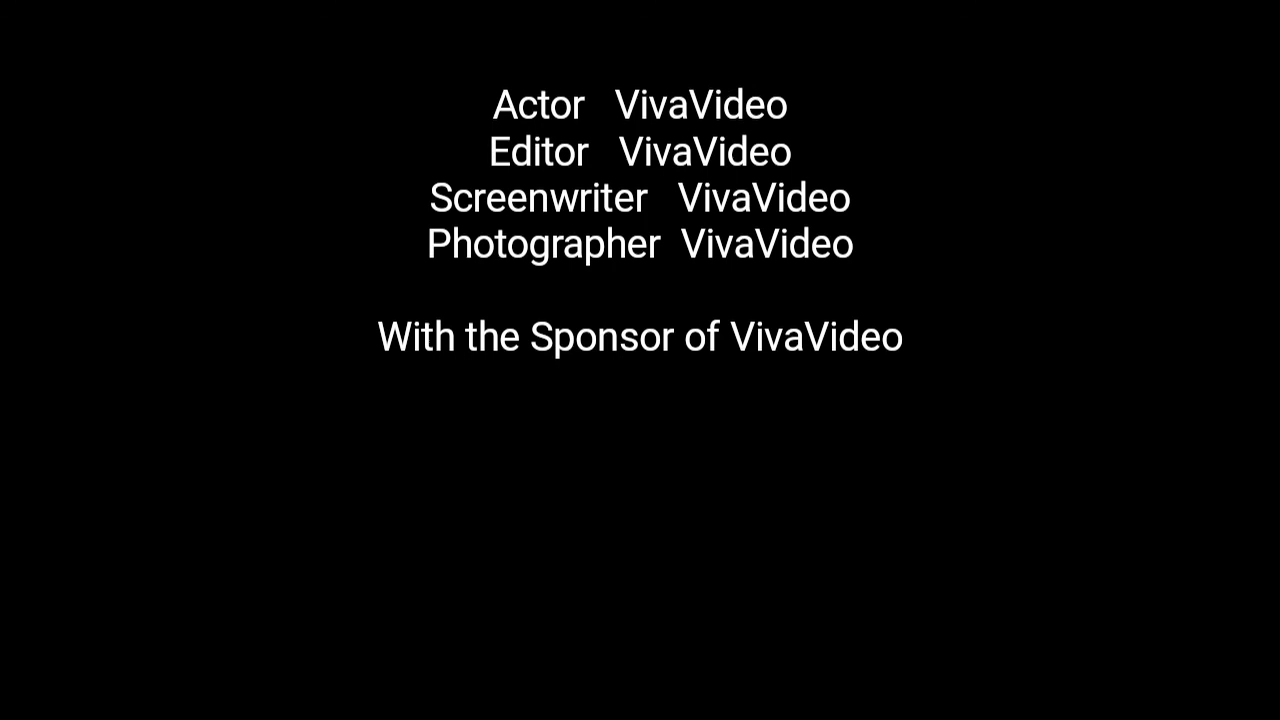 Actor   VivaVideo
Editor   VivaVideo
Screenwriter   VivaVideo
Photographer  VivaVideo
With the Sponsor of VivaVideo